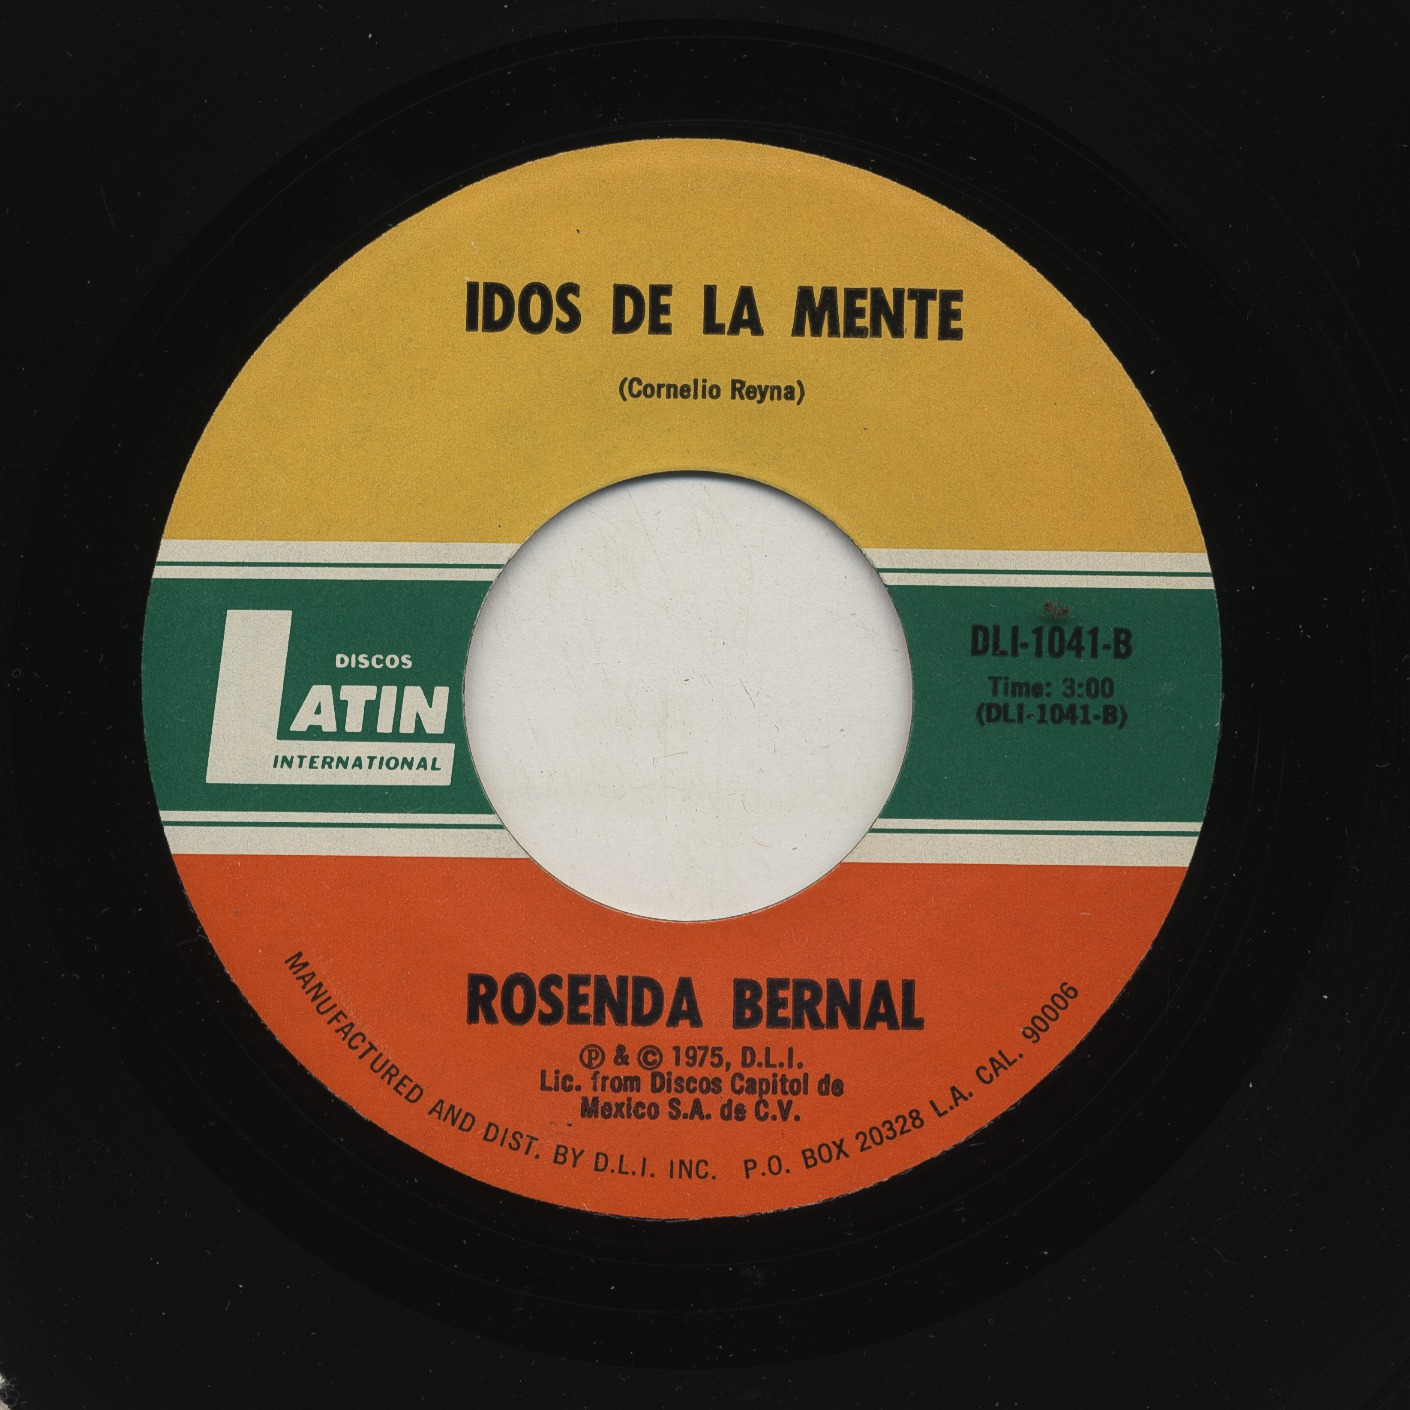 IDOS DE LA MENTE
(Cornelio Reyna)
DISCOS
LATIN
INTERNATIONAL
DLI-1041-B
Time: 3:00
(DLI-1041-B)
ROSENDA BERNAL
Ⓟ & © 1975, D.L.I.
Lic. from Discos Capitol de
Mexico S.A. de C.V.
MANUFACTURED AND DIST. BY D.L.I. INC. P.O. BOX 20328 L.A. CAL. 90006